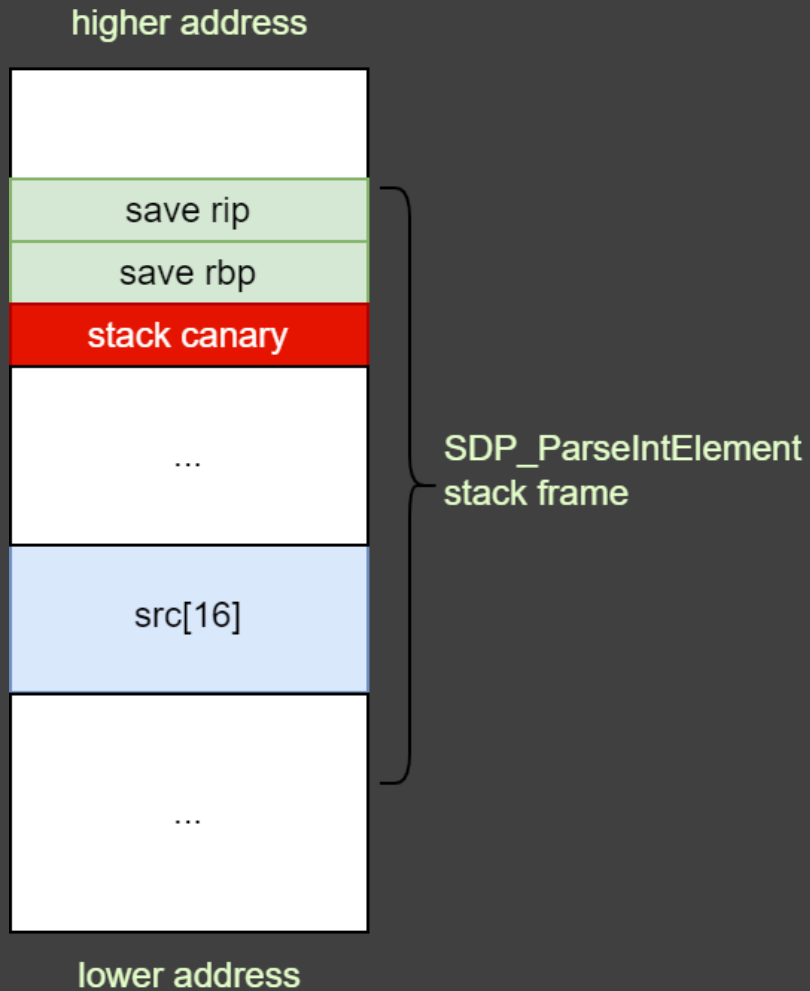 higher address
save rip
save rbp
stack canary
...
SDP_ParseIntElement
stack frame
src[16]
...
lower address